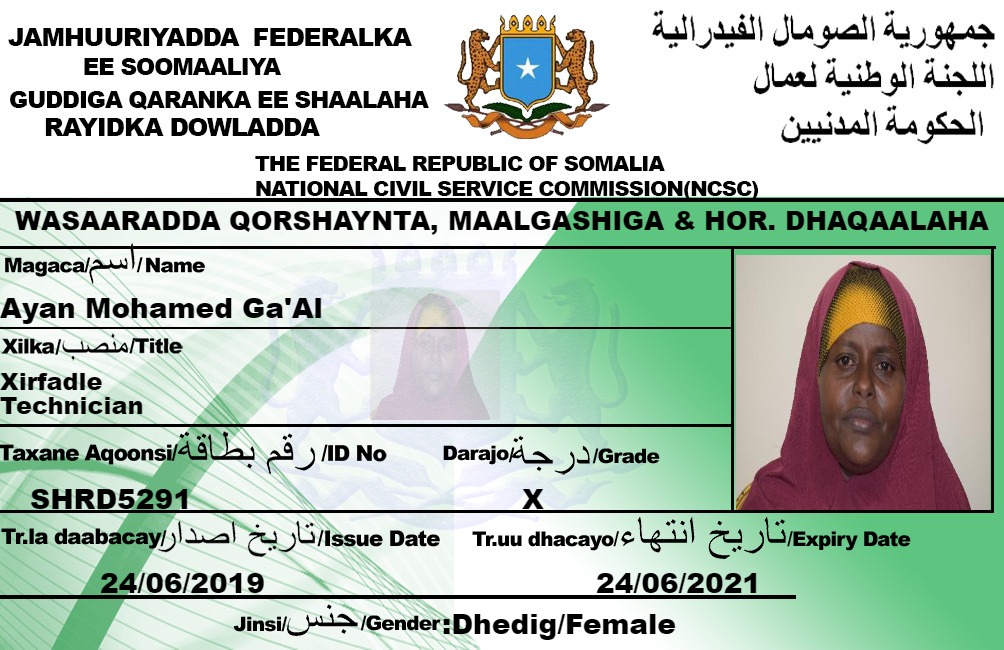 JAMHUURIYADDA FEDERALKA
EE SOOMAALIYA
GUDDIGA QARANKA EE SHAALAHA
RAYIDKA DOWLADDA
جمهورية الصومال الفيدرالية
اللجنة الوطنية لعمال
الحكومة المدنيين
THE FEDERAL REPUBLIC OF SOMALIA
NATIONAL CIVIL SERVICE COMMISSION(NCSC)
WASAARADDA QORSHAYNTA, MAALGASHIGA & HOR. DHAQAALAHA
Magaca/اسم/Name
Ayan Mohamed Ga'Al
Xilka/منصب/Title
Xirfadle
Technician
Taxane Aqoonsi/رقم بطاقة/ID No
SHRD5291
Darajo/درجة/Grade
X
Tr.la daabacay/تاريخ اصدار/Issue Date
24/06/2019
Tr.uu dhacayo/تاريخ انتهاء/Expiry Date
24/06/2021
Jinsi/جنس/Gender:Dhedig/Female